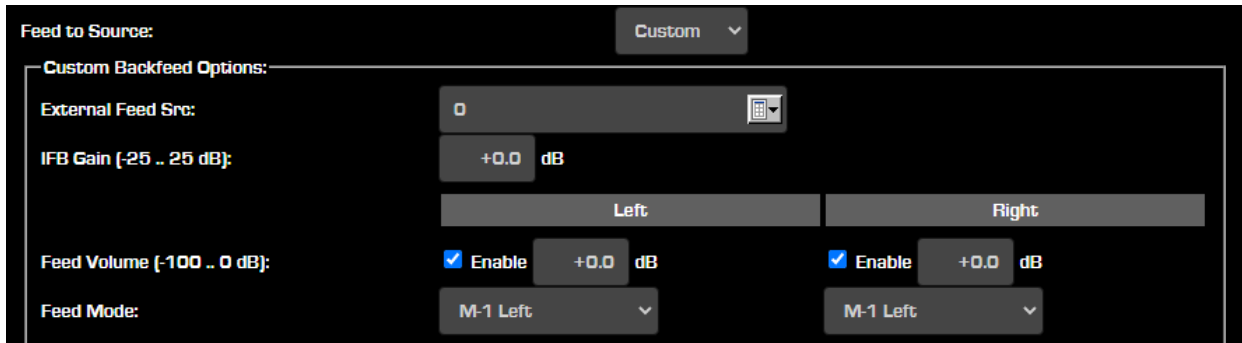 Feed to Source: Custom
Custom Backfeed Options:
External Feed Src: 0
IFB Gain (-25 .. 25 dB): +0.0 dB
Left Right
Feed Volume (-100 .. 0 dB): Enable +0.0 dB Enable +0.0 dB
Feed Mode: M-1 Left M-1 Left